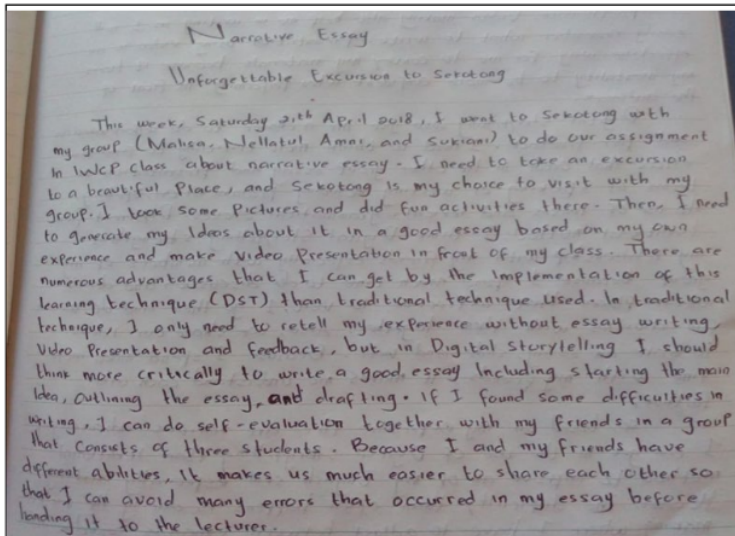 Narrative Essay
Unforgettable Excursion to Sekotong
This week, Saturday 21th April 2018, I went to Sekotong with
my group (Malisa, Nellatul, Amni, and Sukiani) to do our assignment
In IWCP class about narrative essay. I need to take an excursion
to a beautiful Place, and Sekotong is my choice to visit with my
group. I took some Pictures and did fun activities there. Then, I need
to generate my Ideas about it in a good essay based on my own
experience and make video Presentation in front of my class. There are
numerous advantages that I can get by the Implementation of this
learning technique (DST) than traditional technique used. In traditional
technique, I only need to retell my experience without essay writing,
Video Presentation and feedback, but in Digital Storytelling I should
think more critically to write a good essay Including starting the main
Idea, outlining the essay, and drafting. If I found some difficulties in
writing, I can do self-evaluation together with my friends in a group
that consists of three students. Because I and my friends have
different abilities, It makes us much easier to share each other so
that I can avoid many errors that occurred in my essay before
handing it to the lecturer.